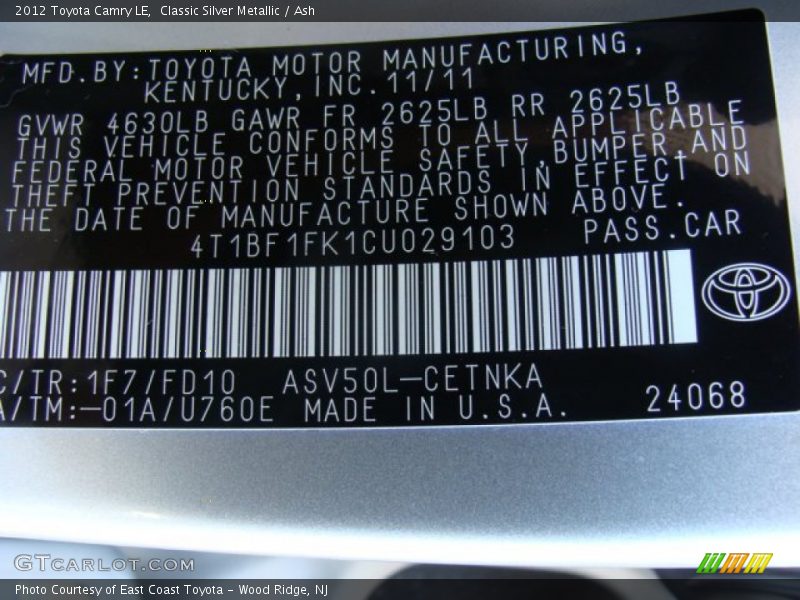 2012 Toyota Camry LE,  Classic Silver Metallic / Ash
MFD.BY:TOYOTA MOTOR MANUFACTURING,
KENTUCKY,INC.11/11
GVWR 4630LB GAWR FR 2625LB RR 2625LB
THIS VEHICLE CONFORMS TO ALL APPLICABLE
FEDERAL MOTOR VEHICLE SAFETY,BUMPER,AND
THEFT PREVENTION STANDARDS IN EFFECT ON
THE DATE OF MANUFACTURE SHOWN ABOVE.
4T1BF1FK1CU029103 PASS.CAR
C/TR:1F7/FD10 ASV50L-CETNKA
A/TM:-01A/U760E MADE IN U.S.A. 24068
GTCARLOT.COM
Photo Courtesy of East Coast Toyota - Wood Ridge, NJ